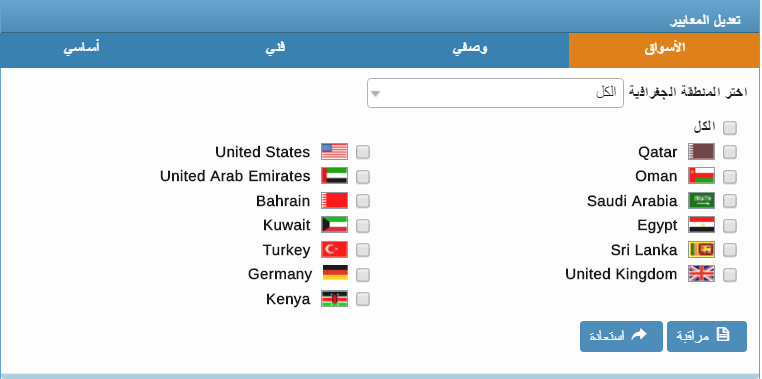 تعديل المعايير
الأسواق
وصفي
فني
أساسي
اختر المنطقة الجغرافية
الكل
الكل
Qatar
United States
Oman
United Arab Emirates
Saudi Arabia
Bahrain
Egypt
Kuwait
Sri Lanka
Turkey
United Kingdom
Germany
Kenya
مراقبة
استعادة